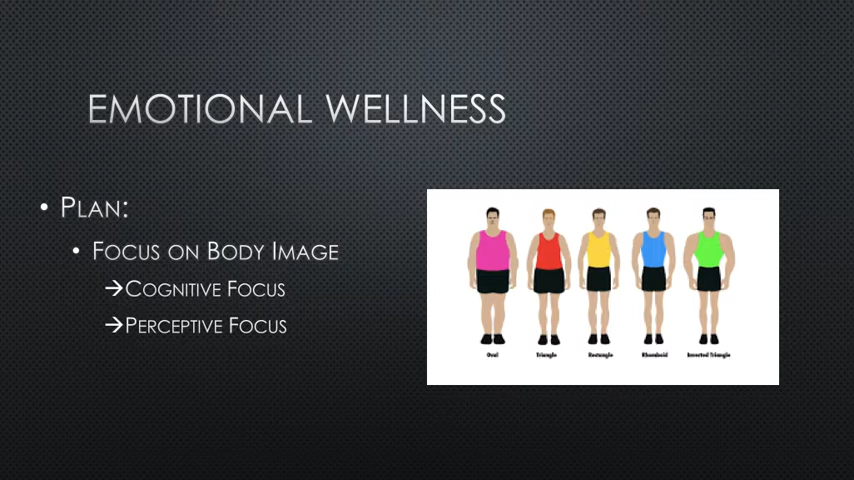 EMOTIONAL WELLNESS
• PLAN:
• FOCUS ON BODY IMAGE
→COGNITIVE FOCUS
→PERCEPTIVE FOCUS
Oval Triangle Rectangle Rhomboid Inverted Triangle